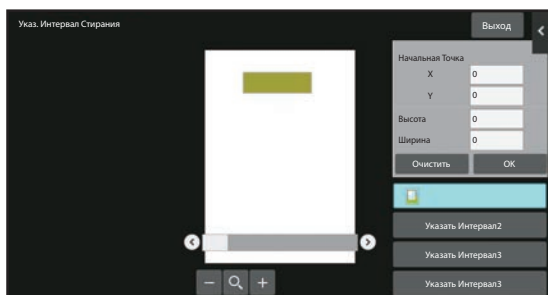 Указ. Интервал Стирания
Выход
Начальная Точка
X 0
Y 0
Высота 0
Ширина 0
Очистить OK
Указать Интервал2
Указать Интервал3
Указать Интервал3